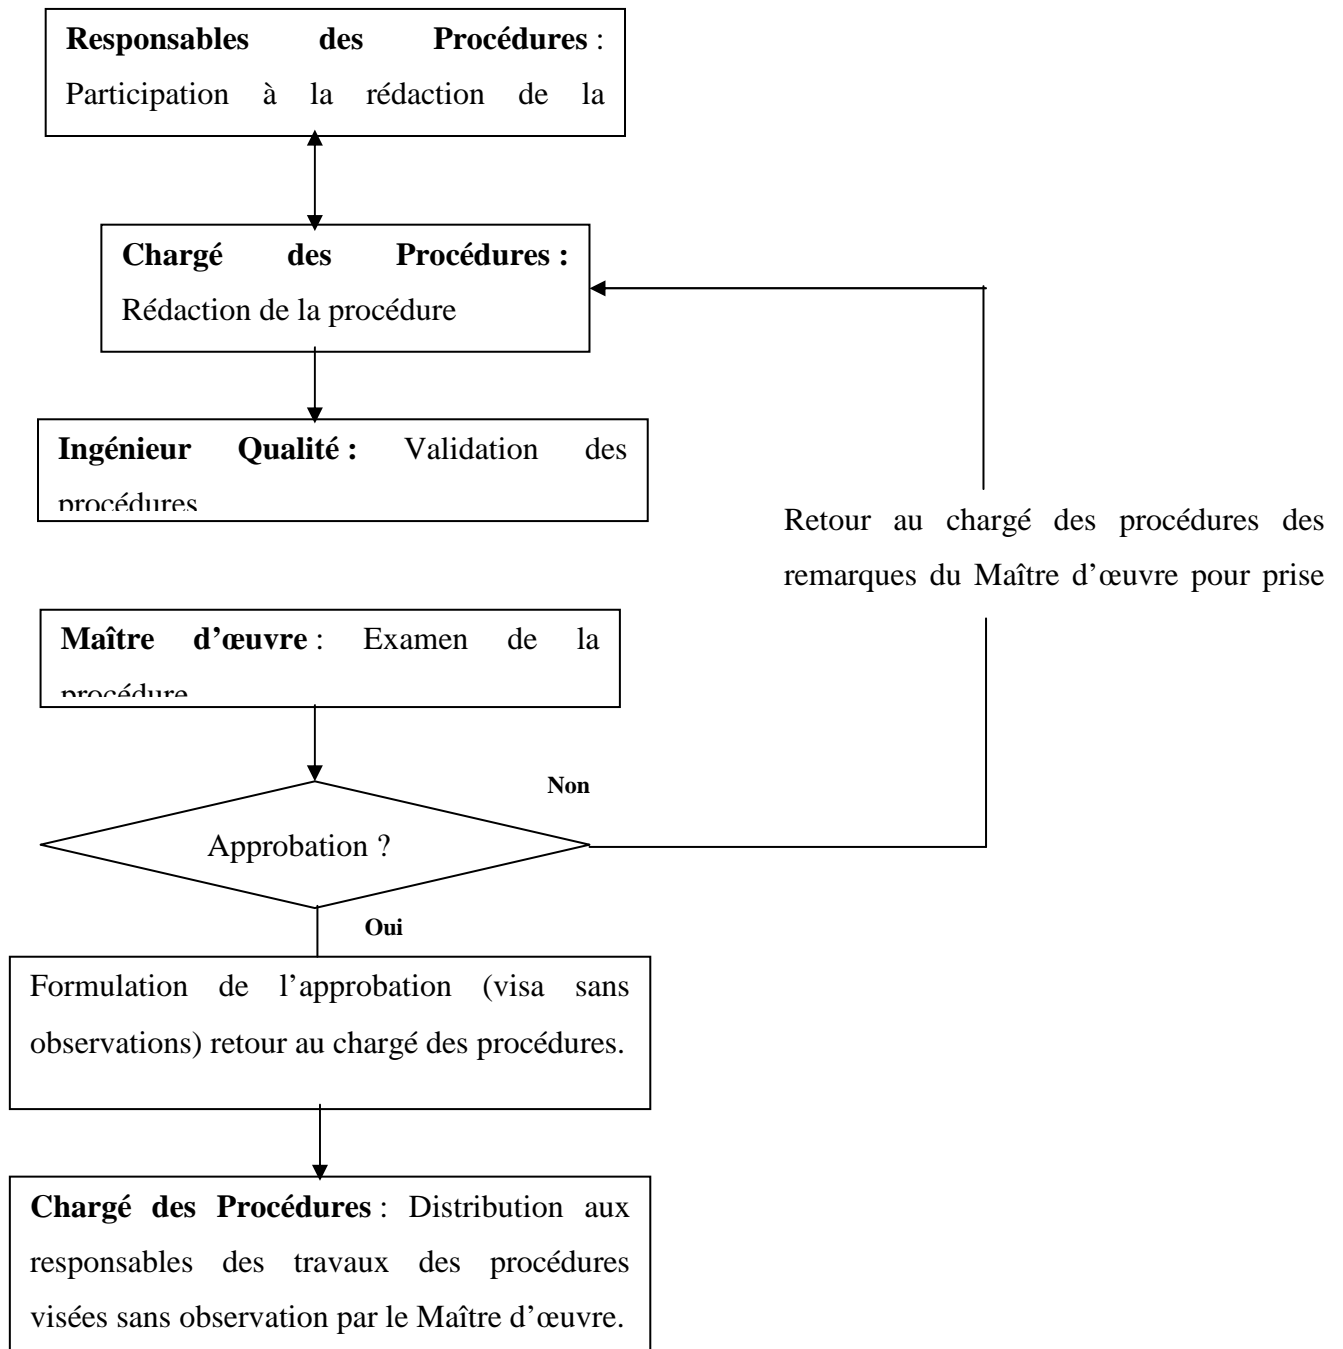 Responsables des Procédures :
Participation à la rédaction de la
Chargé des Procédures :
Rédaction de la procédure
Ingénieur Qualité : Validation des
procédures
Retour au chargé des procédures des
remarques du Maître d’œuvre pour prise
Maître d’œuvre : Examen de la
procédure
Non
Approbation ?
Oui
Formulation de l’approbation (visa sans
observations) retour au chargé des procédures.
Chargé des Procédures : Distribution aux
responsables des travaux des procédures
visées sans observation par le Maître d’œuvre.